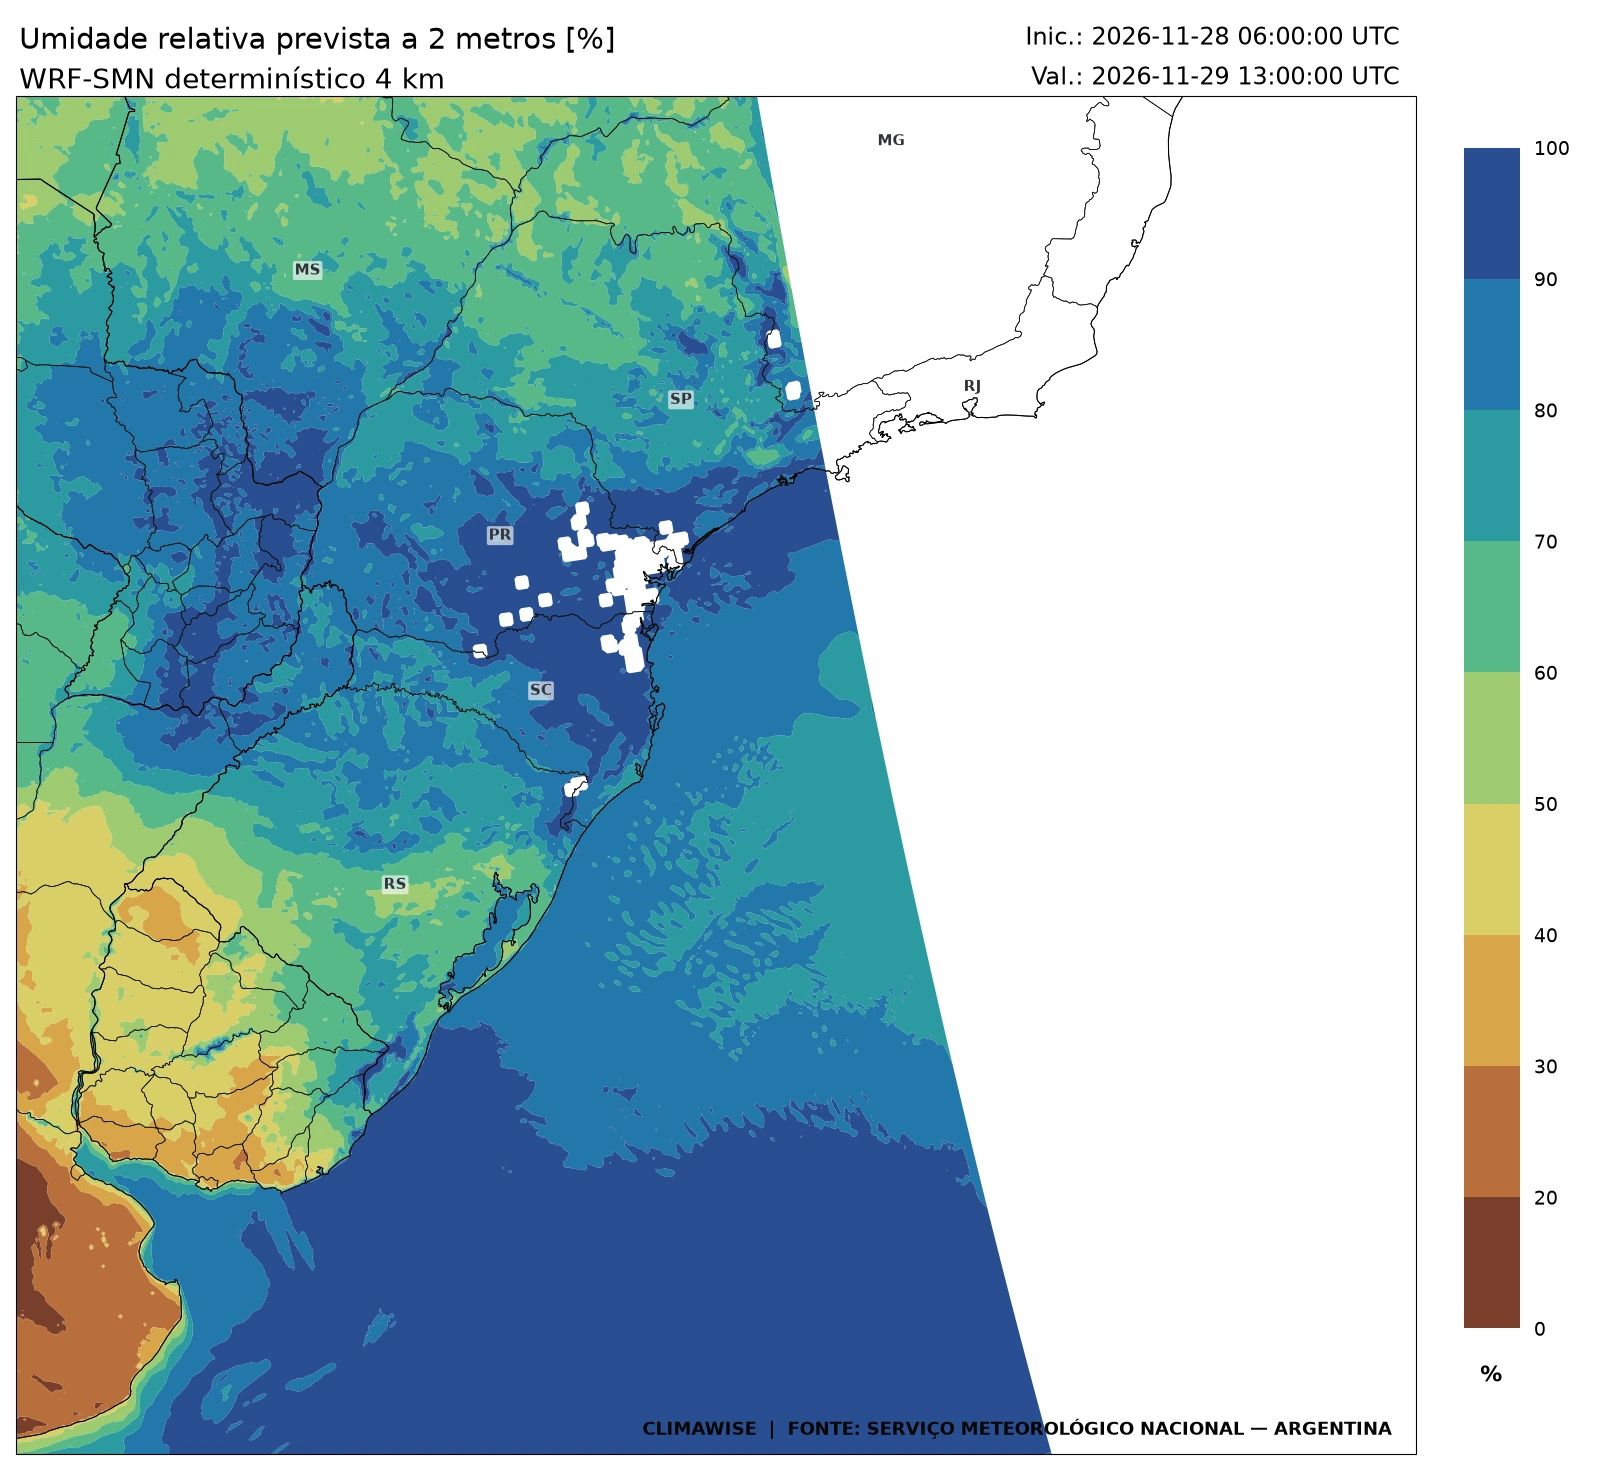 Umidade relativa prevista a 2 metros [%]
WRF-SMN determinístico 4 km
Inic.: 2026-11-28 06:00:00 UTC
Val.: 2026-11-29 13:00:00 UTC
MG
MS
RJ
SP
PR
SC
RS
100
90
80
70
60
50
40
30
20
0
%
CLIMAWISE | FONTE: SERVIÇO METEOROLÓGICO NACIONAL — ARGENTINA